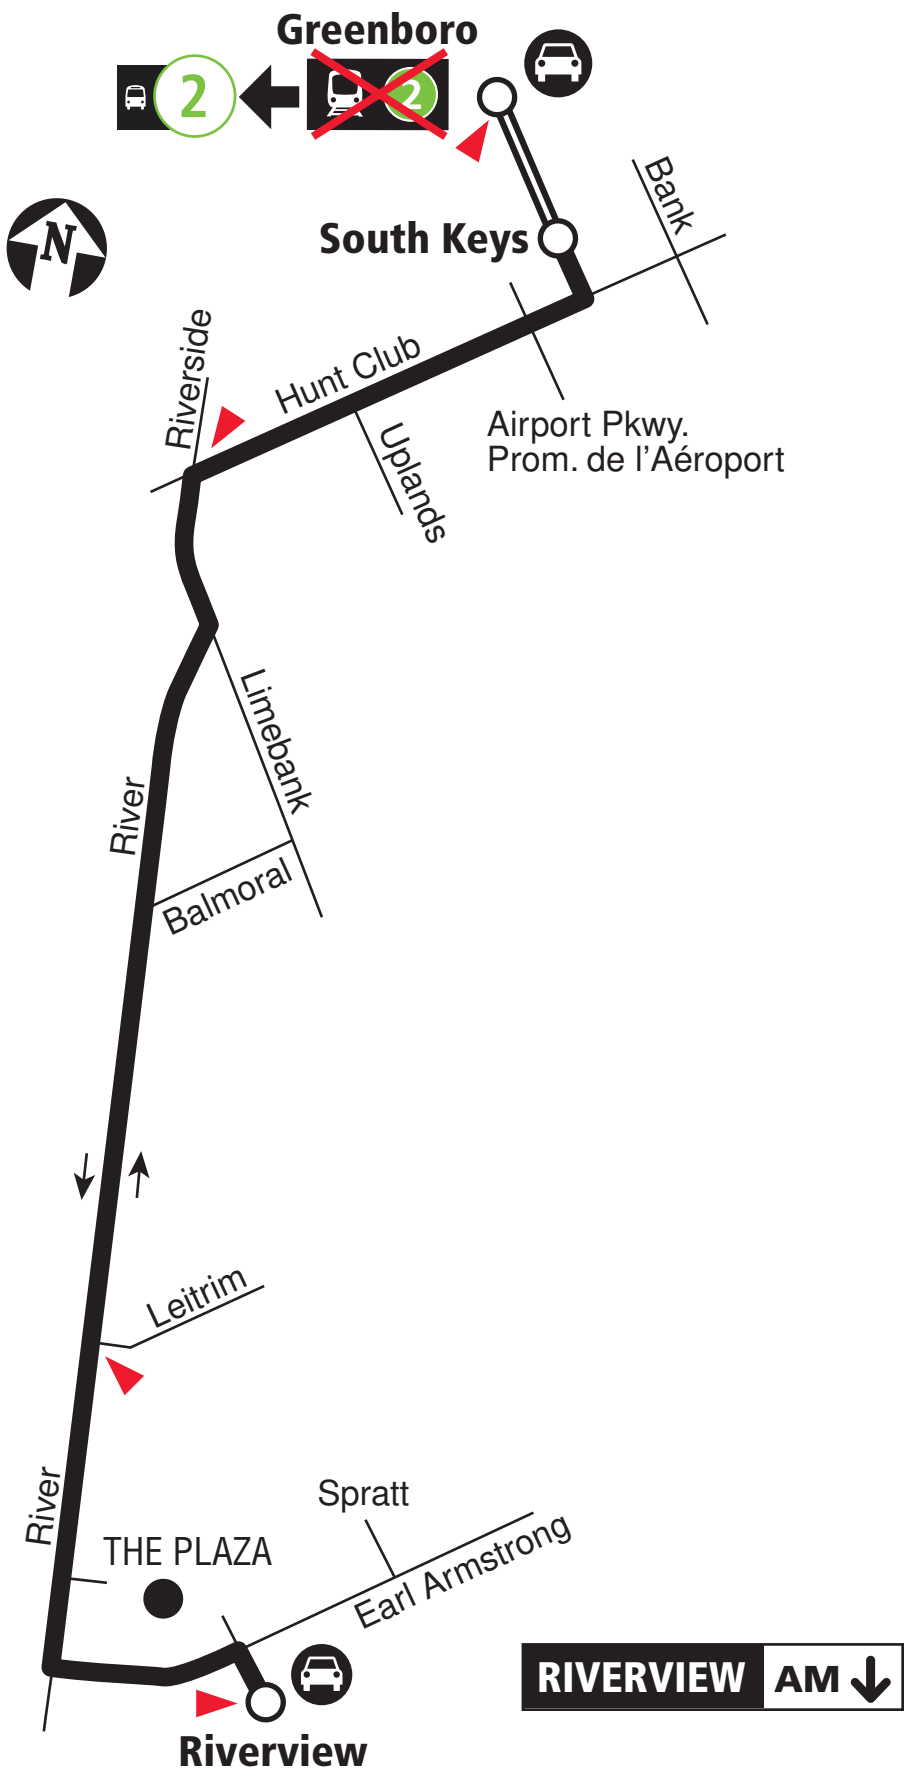 Greenboro
2
2
Bank
South Keys
N
Riverside
Hunt Club
Airport Pkwy.
Prom. de l'Aéroport
Uplands
Limebank
River
Balmoral
Leitrim
River
Spratt
THE PLAZA
Earl Armstrong
RIVERVIEW AM
Riverview